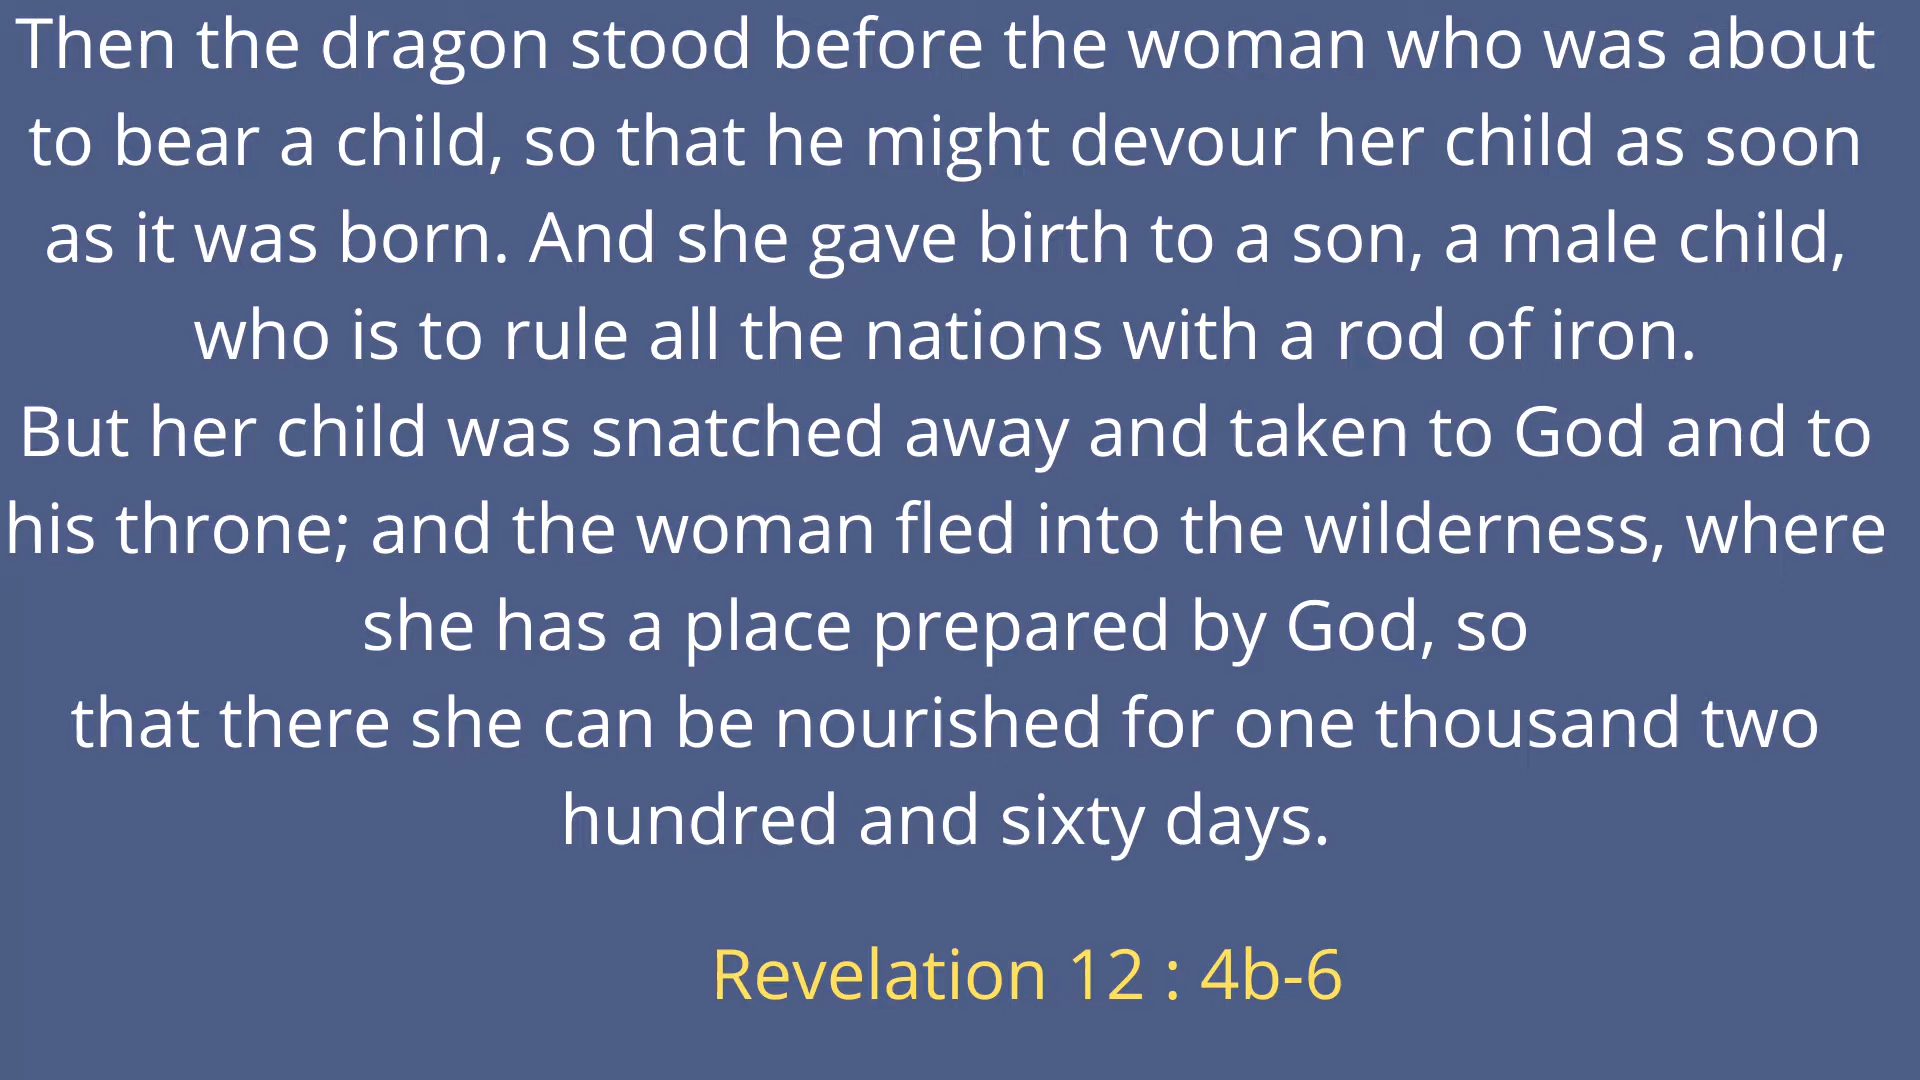 Then the dragon stood before the woman who was about
to bear a child, so that he might devour her child as soon
as it was born. And she gave birth to a son, a male child,
who is to rule all the nations with a rod of iron.
But her child was snatched away and taken to God and to
his throne; and the woman fled into the wilderness, where
she has a place prepared by God, so
that there she can be nourished for one thousand two
hundred and sixty days.
Revelation 12 : 4b-6